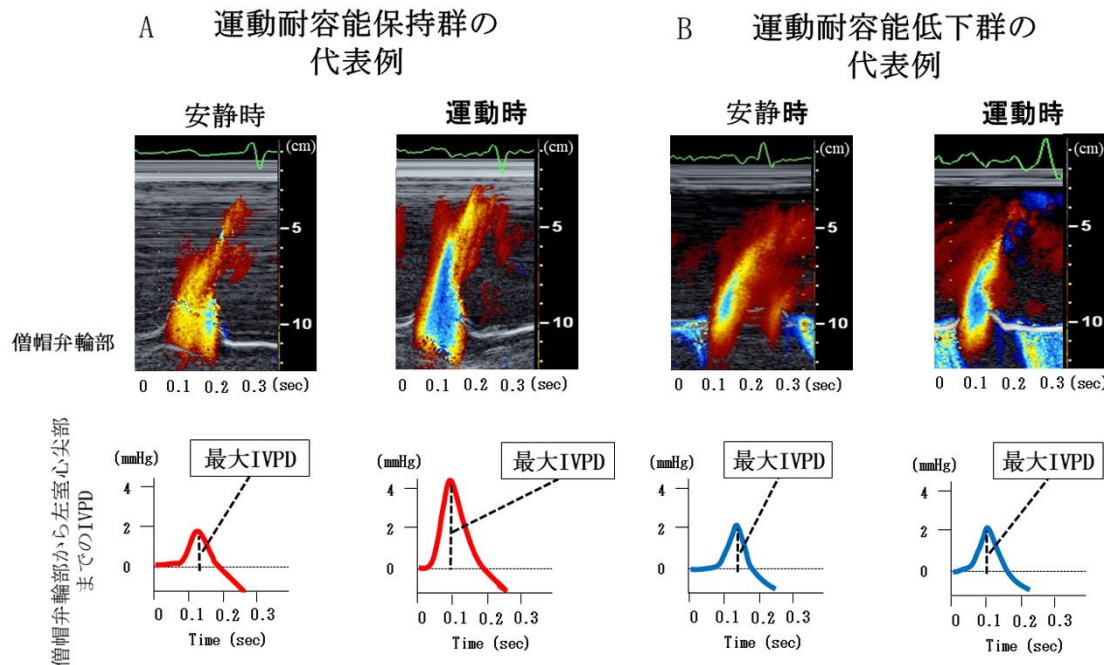 A 運動耐容能保持群の
代表例
B 運動耐容能低下群の
代表例
安静時
運動時
安静時
運動時
(cm)
5
10
(cm)
5
10
(cm)
5
10
(cm)
5
10
僧帽弁輪部
0 0.1 0.2 0.3 (sec)
0 0.1 0.2 0.3 (sec)
0 0.1 0.2 0.3 (sec)
0 0.1 0.2 0.3 (sec)
僧帽弁輪部から左室心尖部
までのIVPD
(mmHg)
最大IVPD
4
2
0
0 0.1 0.2 0.3
Time (sec)
(mmHg)
最大IVPD
4
2
0
0 0.1 0.2 0.3
Time (sec)
(mmHg)
最大IVPD
4
2
0
0 0.1 0.2 0.3
Time (sec)
(mmHg)
最大IVPD
4
2
0
0 0.1 0.2 0.3
Time (sec)